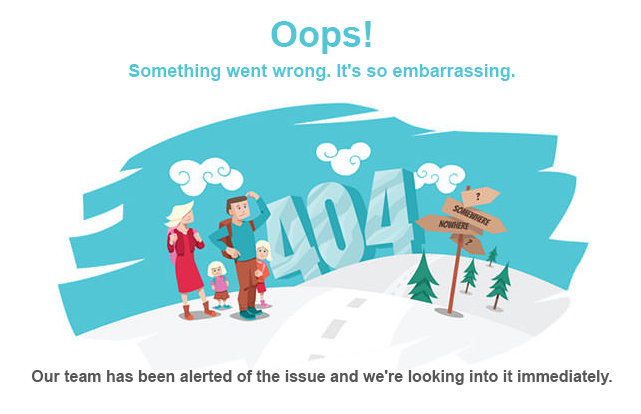 Oops!
Something went wrong. It's so embarrassing.
404
?
SOMEWHERE
NOWHERE
?
Our team has been alerted of the issue and we're looking into it immediately.